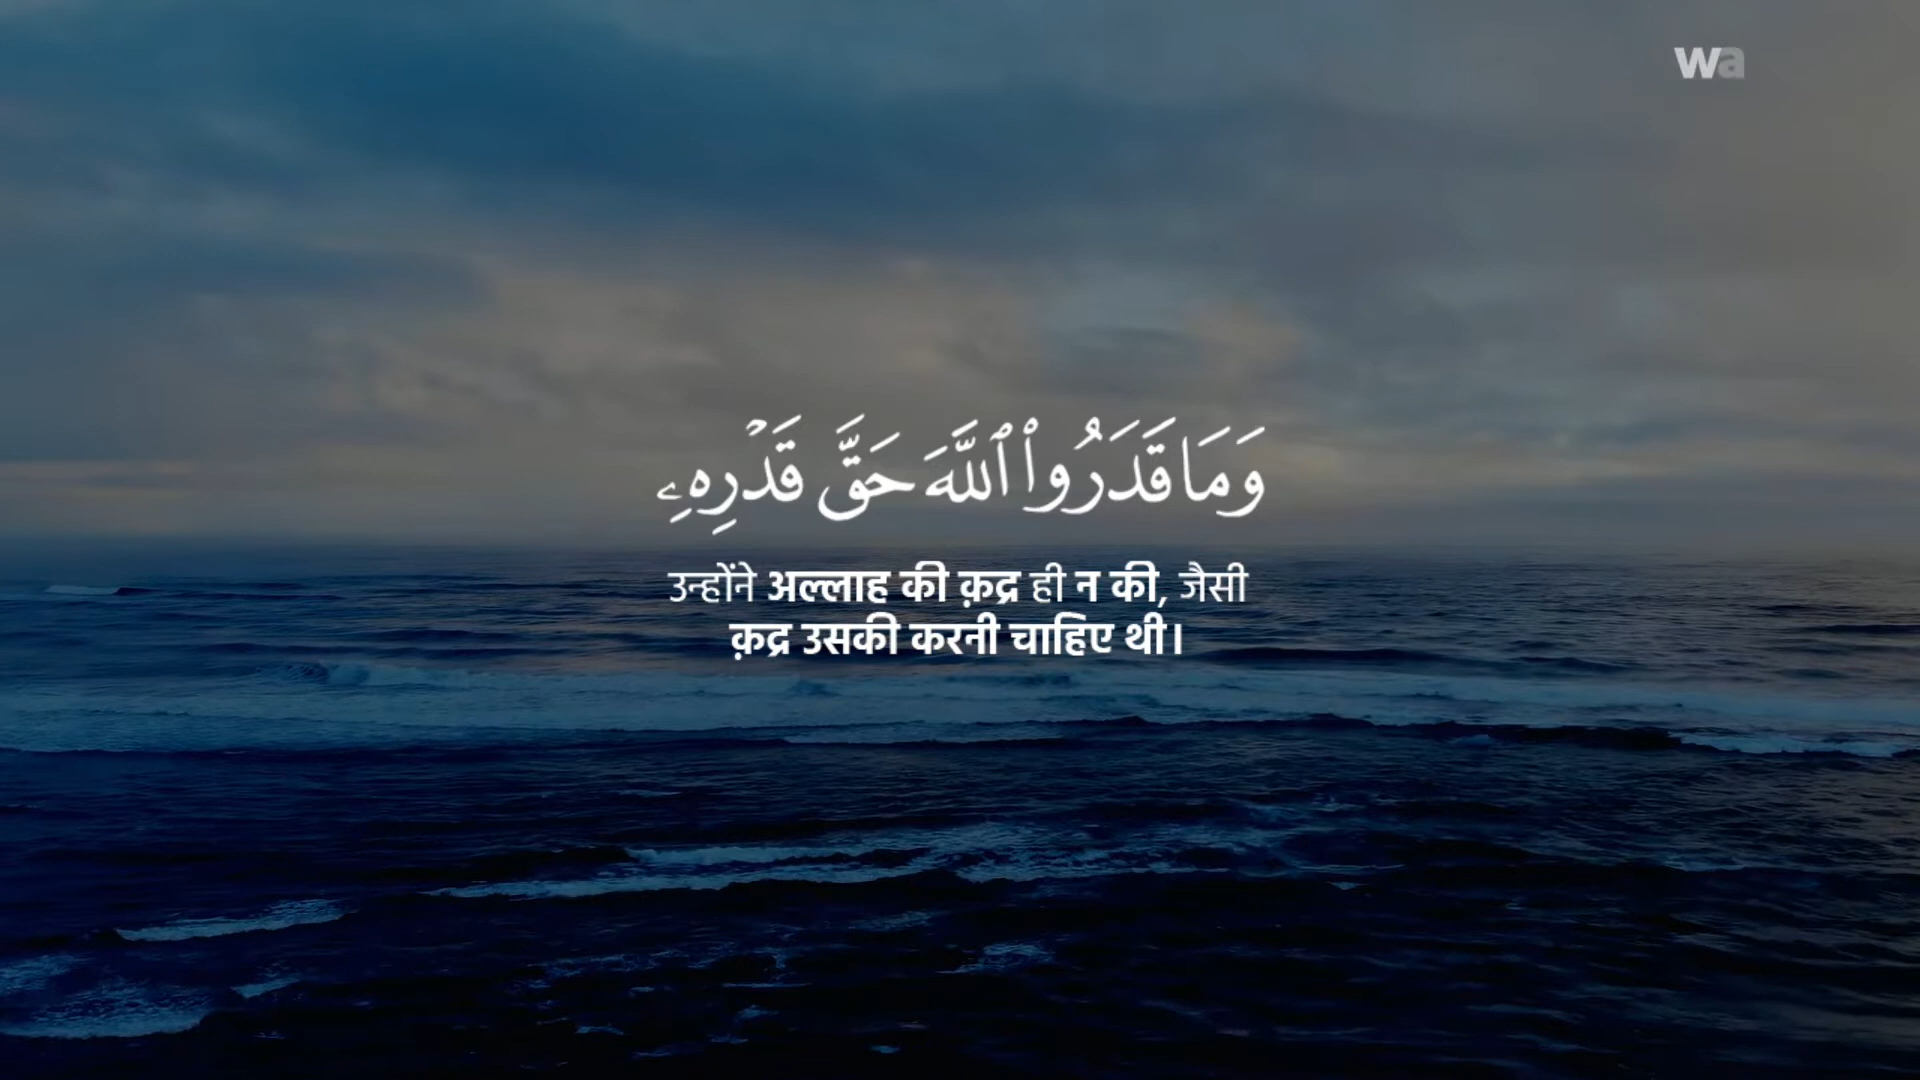 wa
وَمَا قَدَرُوا۟ ٱللَّهَ حَقَّ قَدْرِهِۦ
उन्होंने अल्लाह की क़द्र ही न की, जैसी
क़द्र उसकी करनी चाहिए थी।